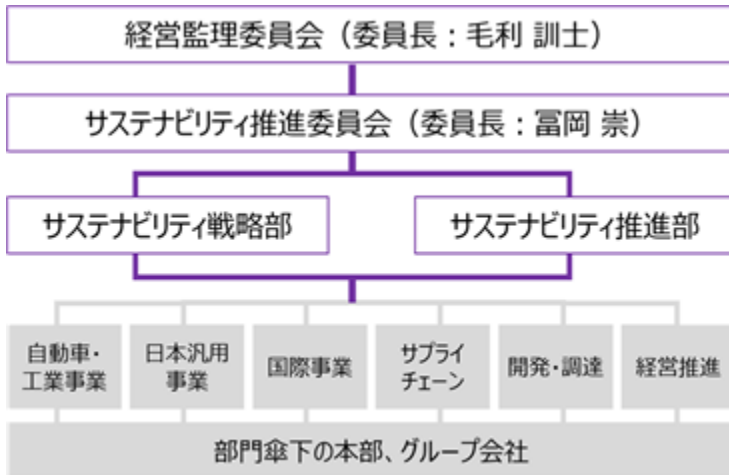 経営監理委員会（委員長：毛利 訓士）
サステナビリティ推進委員会（委員長：冨岡 崇）
サステナビリティ戦略部
サステナビリティ推進部
自動車・
工業事業
日本汎用
事業
国際事業
サプライ
チェーン
開発・調達
経営推進
部門傘下の本部、グループ会社